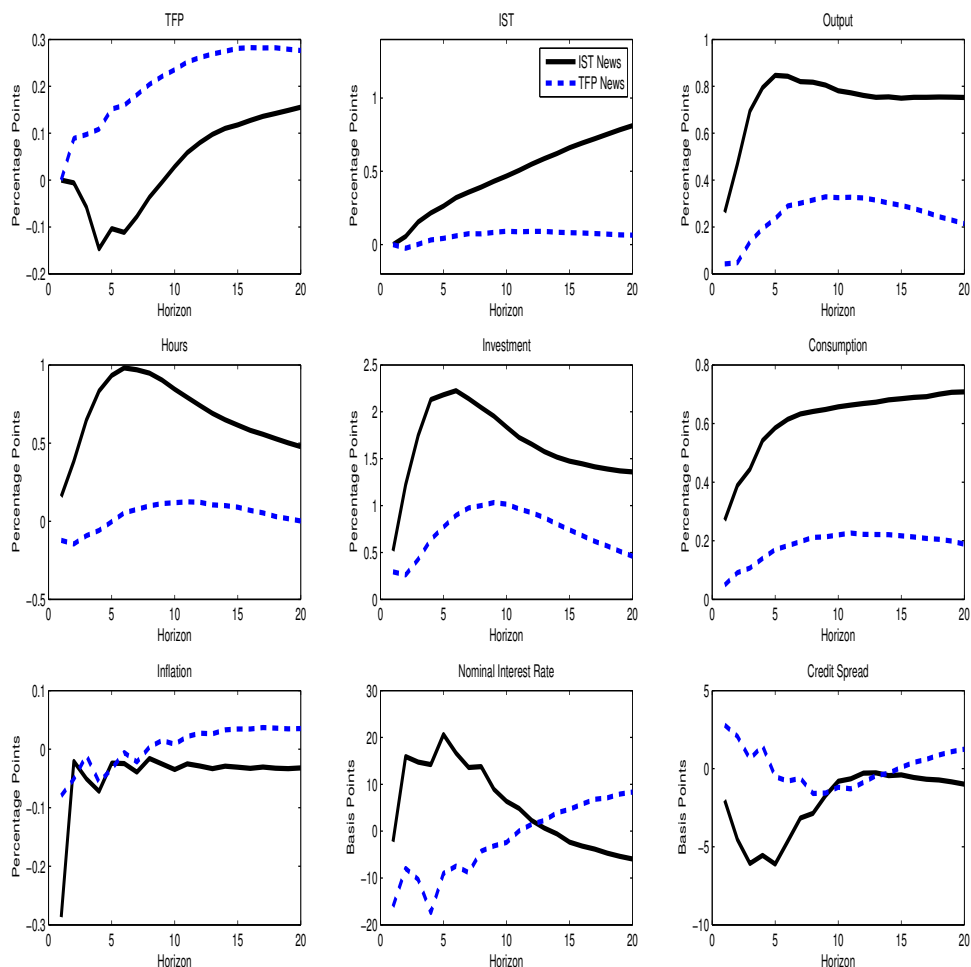 TFP
Percentage Points
0.3
0.2
0.1
0
−0.1
−0.2
0 5 10 15 20
Horizon
IST
Percentage Points
1
0.5
0
0 5 10 15 20
Horizon
IST News
TFP News
Output
Percentage Points
1
0.8
0.6
0.4
0.2
0
0 5 10 15 20
Horizon
Hours
Percentage Points
1
0.5
0
−0.5
0 5 10 15 20
Horizon
Investment
Percentage Points
2.5
2
1.5
1
0.5
0
0 5 10 15 20
Horizon
Consumption
Percentage Points
0.8
0.6
0.4
0.2
0
0 5 10 15 20
Horizon
Inflation
Percentage Points
0.1
0
−0.1
−0.2
−0.3
0 5 10 15 20
Horizon
Nominal Interest Rate
Basis Points
30
20
10
0
−10
−20
0 5 10 15 20
Horizon
Credit Spread
Basis Points
5
0
−5
−10
0 5 10 15 20
Horizon